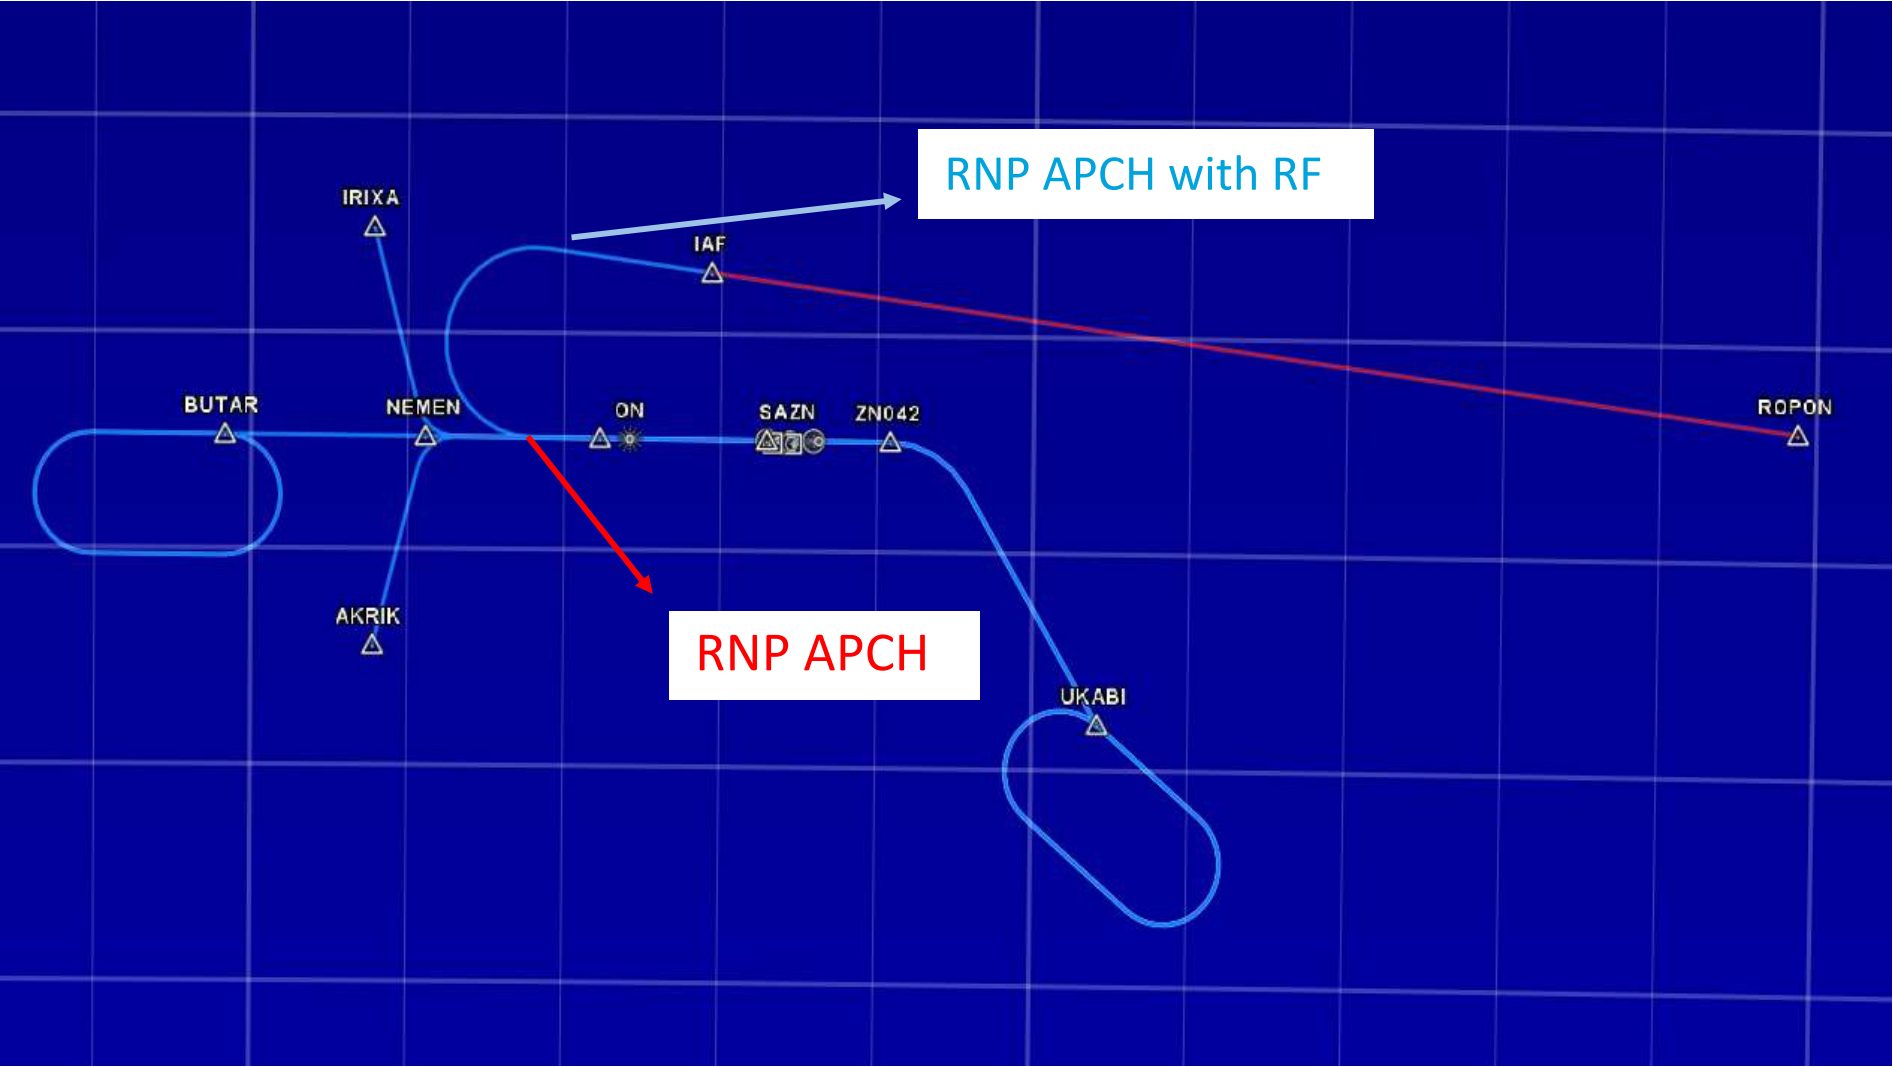 RNP APCH with RF
IRIXA
IAF
BUTAR
NEMEN
ON
SAZN
ZN042
ROPON
AKRIK
RNP APCH
UKABI